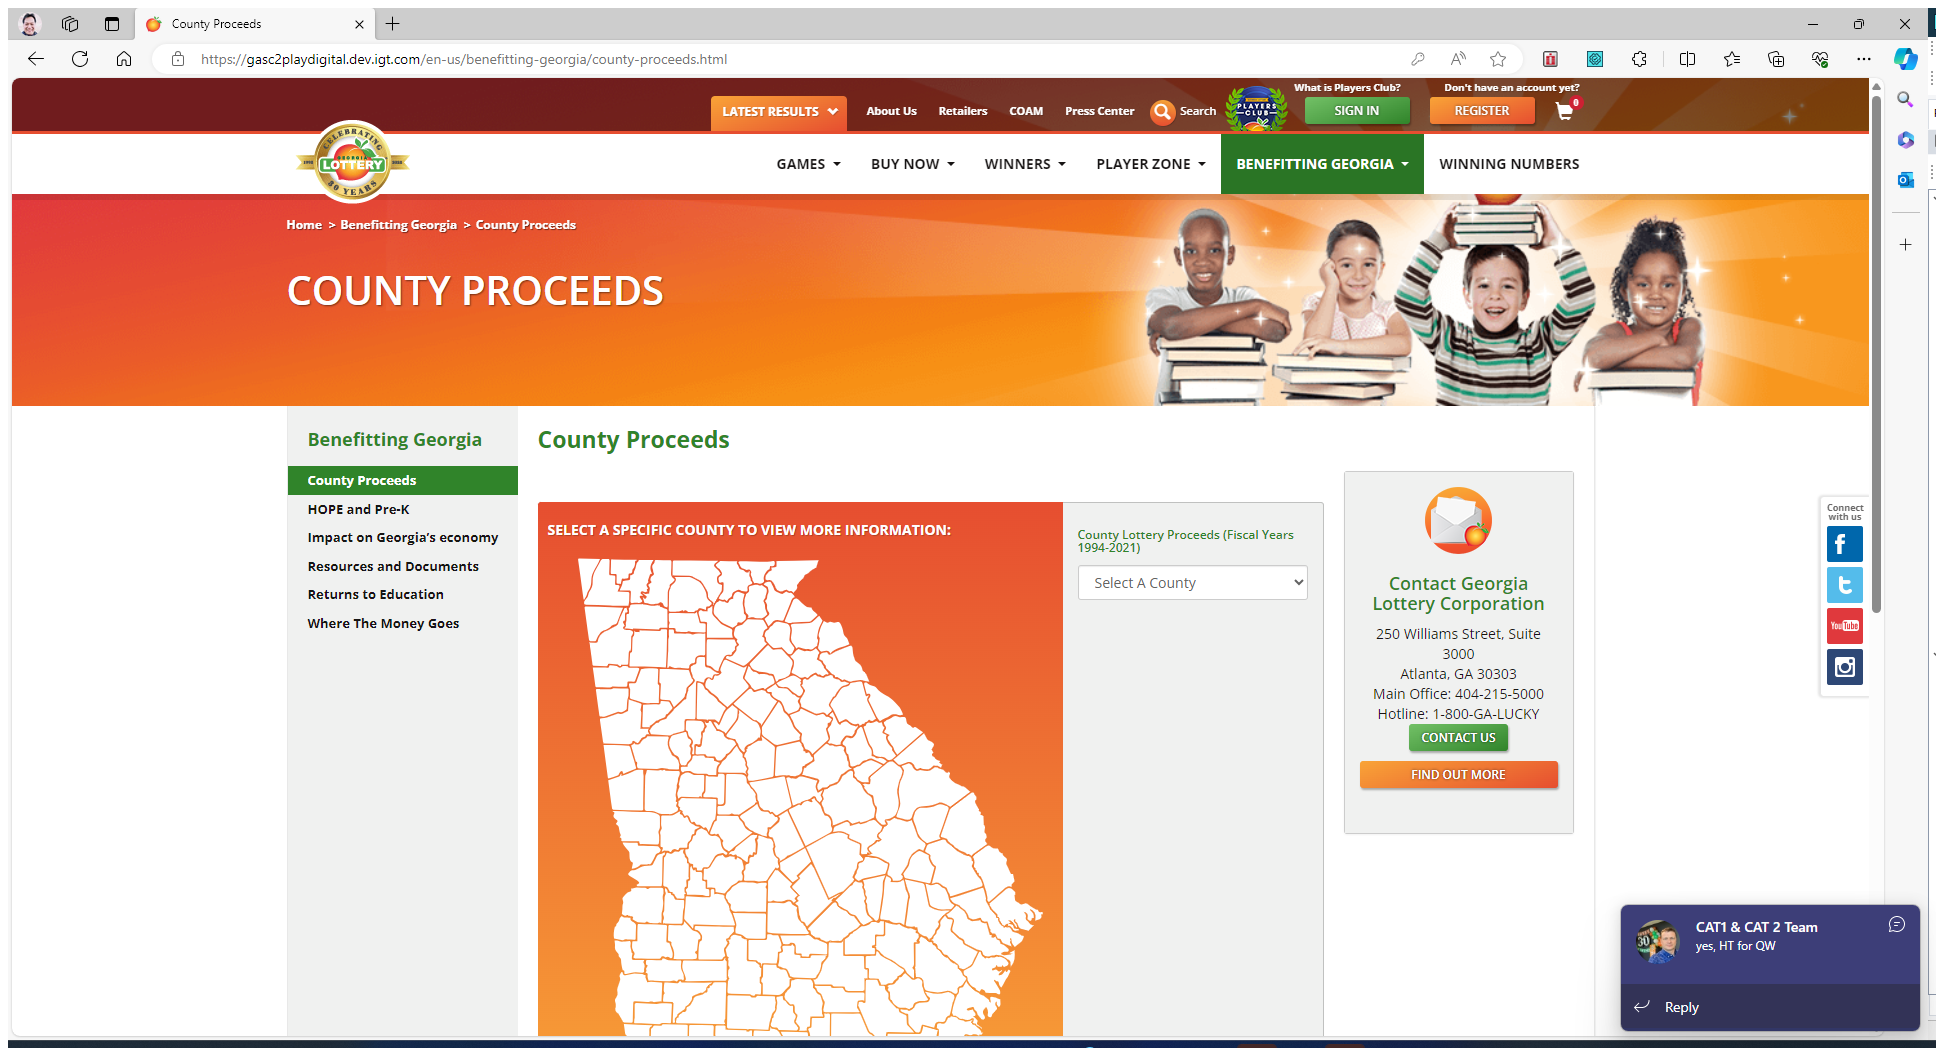 County Proceeds
https://gasc2playdigital.dev.igt.com/en-us/benefitting-georgia/county-proceeds.html
What is Players Club?
Don't have an account yet?
LATEST RESULTS
About Us
Retailers
COAM
Press Center
Search
PLAYERS
CLUB
SIGN IN
REGISTER
0
CELEBRATING
GEORGIA
LOTTERY
30 YEARS
GAMES
BUY NOW
WINNERS
PLAYER ZONE
BENEFITTING GEORGIA
WINNING NUMBERS
Home > Benefitting Georgia > County Proceeds
COUNTY PROCEEDS
Benefitting Georgia
County Proceeds
HOPE and Pre-K
Impact on Georgia's economy
Resources and Documents
Returns to Education
Where The Money Goes
County Proceeds
SELECT A SPECIFIC COUNTY TO VIEW MORE INFORMATION:
County Lottery Proceeds (Fiscal Years
1994-2021)
Select A County
Contact Georgia
Lottery Corporation
250 Williams Street, Suite
3000
Atlanta, GA 30303
Main Office: 404-215-5000
Hotline: 1-800-GA-LUCKY
CONTACT US
FIND OUT MORE
Connect
with us
YouTube
CAT1 & CAT 2 Team
yes, HT for QW
Reply